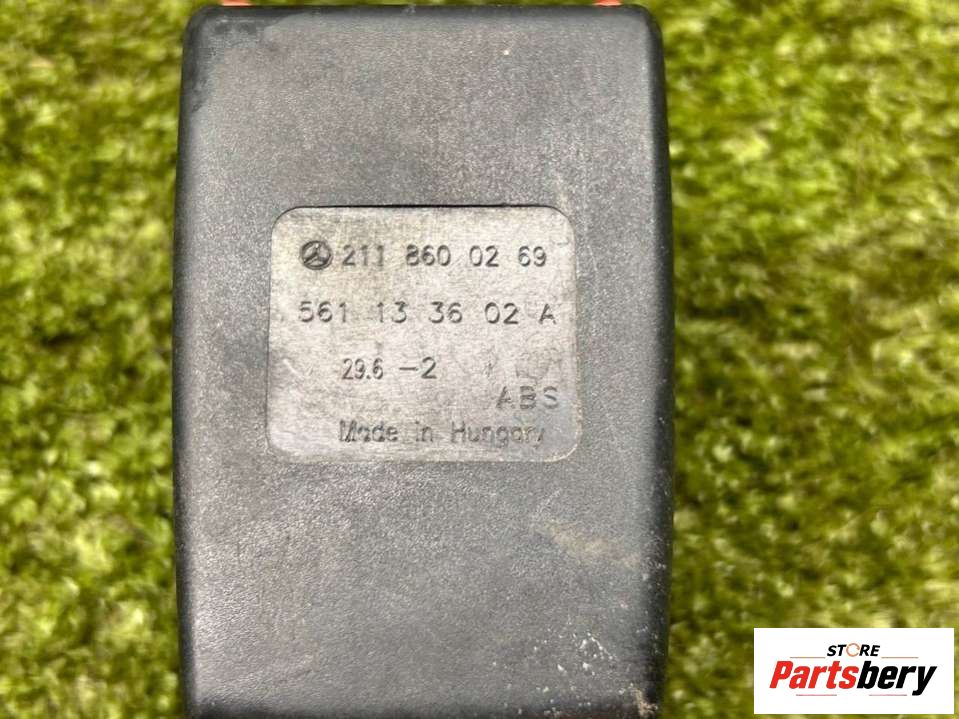 211 860 02 69
561 13 36 02 A
29.6 -2
ABS
Made in Hungary
STORE
Partsbery